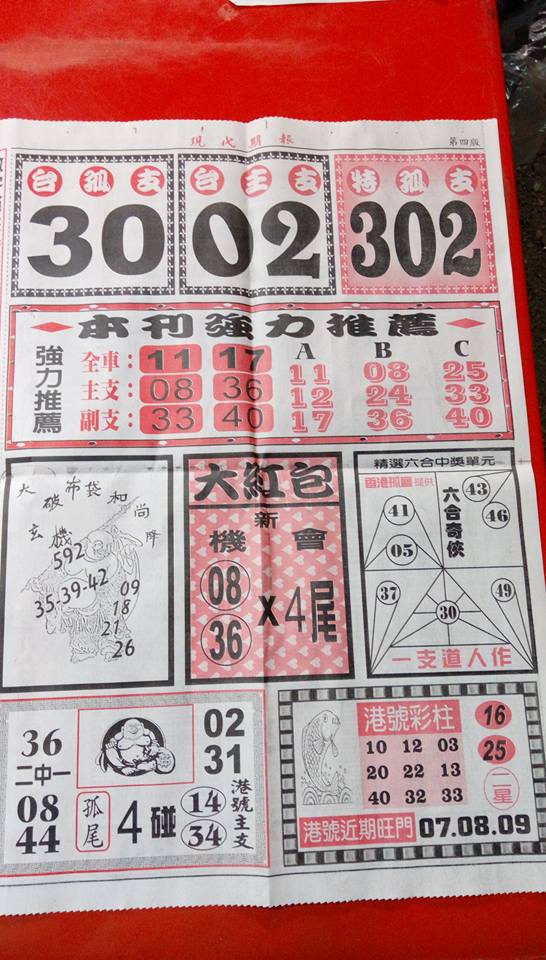 現代期報
第四版
台孤支
30
台主支
02
特孤支
302
本刊強力推薦
強力推薦
全車：11 17
主支：08 36
副支：33 40
A B C
11 08 25
12 24 33
17 36 40
大破布袋和尚降
玄機
592
35.39-42
09
18
21
26
大紅包
新
機會
08
36
x4尾
精選六合中獎單元
香港孤鷹提供
六合奇俠
41
05
43
46
37
30
49
一支道人作
36
二中一
08
44
孤尾
4碰
02
31
14
34
港號主支
港號彩柱
10 12 03
20 22 13
40 32 33
16
25
二星
港號近期旺門 07.08.09